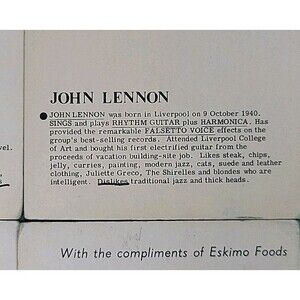 JOHN LENNON
JOHN LENNON was born in Liverpool on 9 October 1940.
SINGS and plays RHYTHM GUITAR plus HARMONICA. Has
provided the remarkable FALSETTO VOICE effects on the
group's best-selling records. Attended Liverpool College
of Art and bought his first electrified guitar from the
proceeds of vacation building-site job. Likes steak, chips,
jelly, curries, painting, modern jazz, cats, suede and leather
clothing, Juliette Greco, The Shirelles and blondes who are
intelligent. Dislikes traditional jazz and thick heads.
vel.
With the compliments of Eskimo Foods